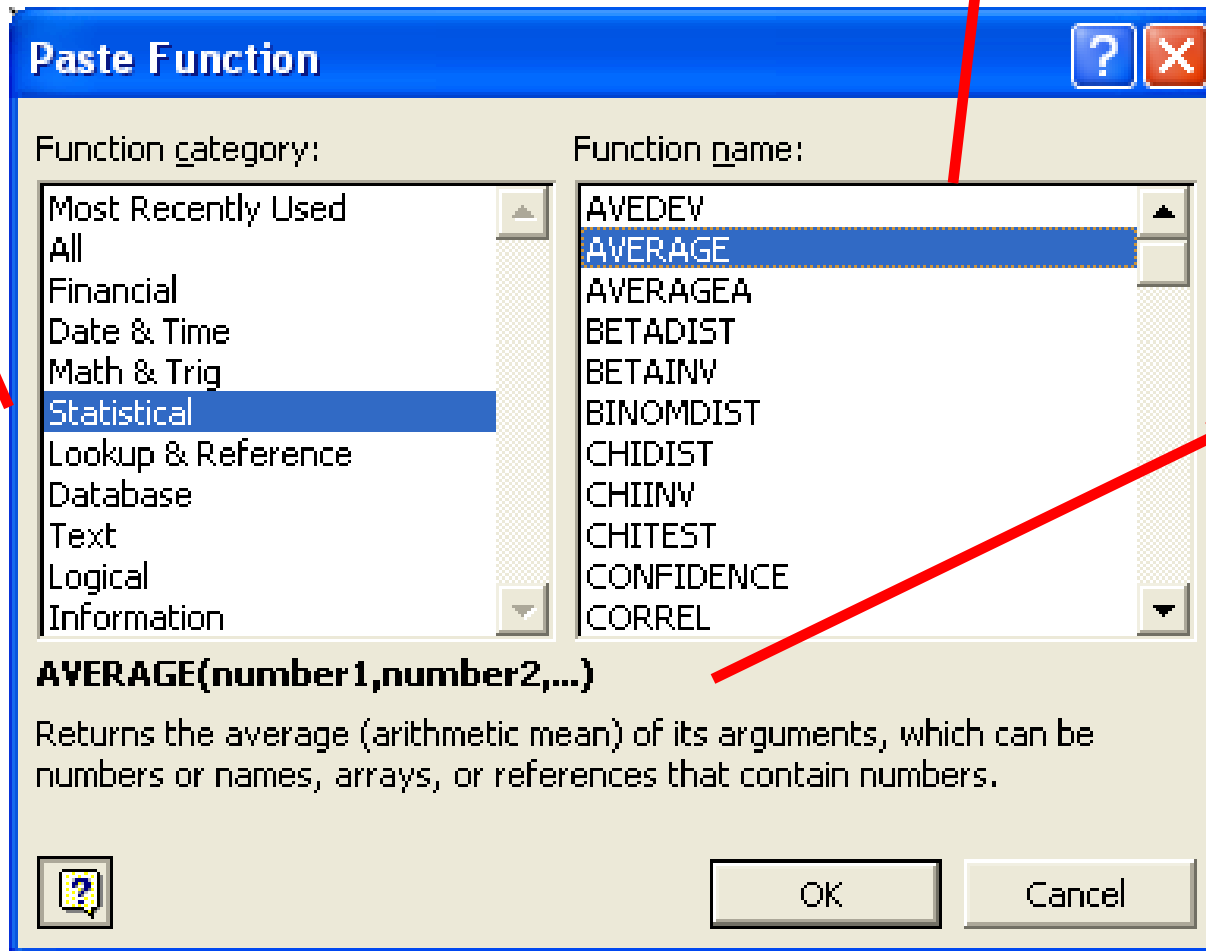 Paste Function
?
Function category:
Most Recently Used
All
Financial
Date & Time
Math & Trig
Statistical
Lookup & Reference
Database
Text
Logical
Information
Function name:
AVEDEV
AVERAGE
AVERAGEA
BETADIST
BETAINV
BINOMDIST
CHIDIST
CHIINV
CHITEST
CONFIDENCE
CORREL
AVERAGE(number1,number2,...)
Returns the average (arithmetic mean) of its arguments, which can be
numbers or names, arrays, or references that contain numbers.
?
OK
Cancel